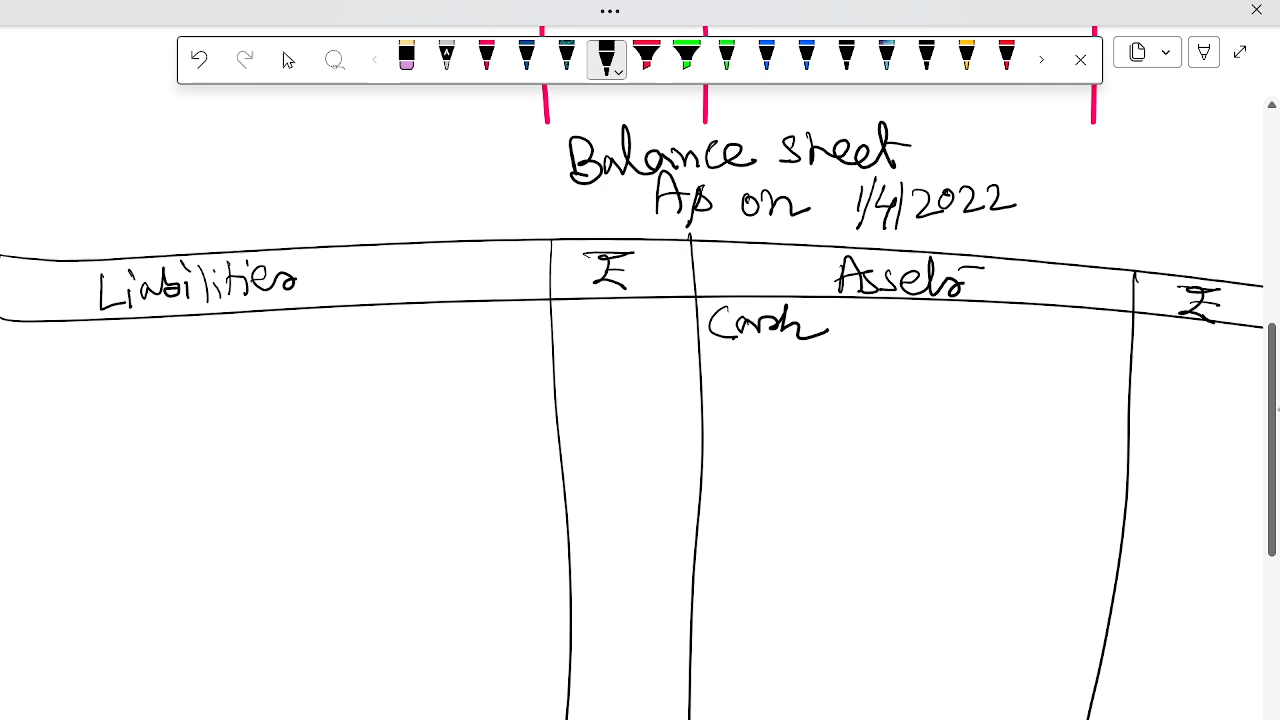 Balance sheet
As on 1/4/2022
Liabilities ₹ Assets ₹
Cash